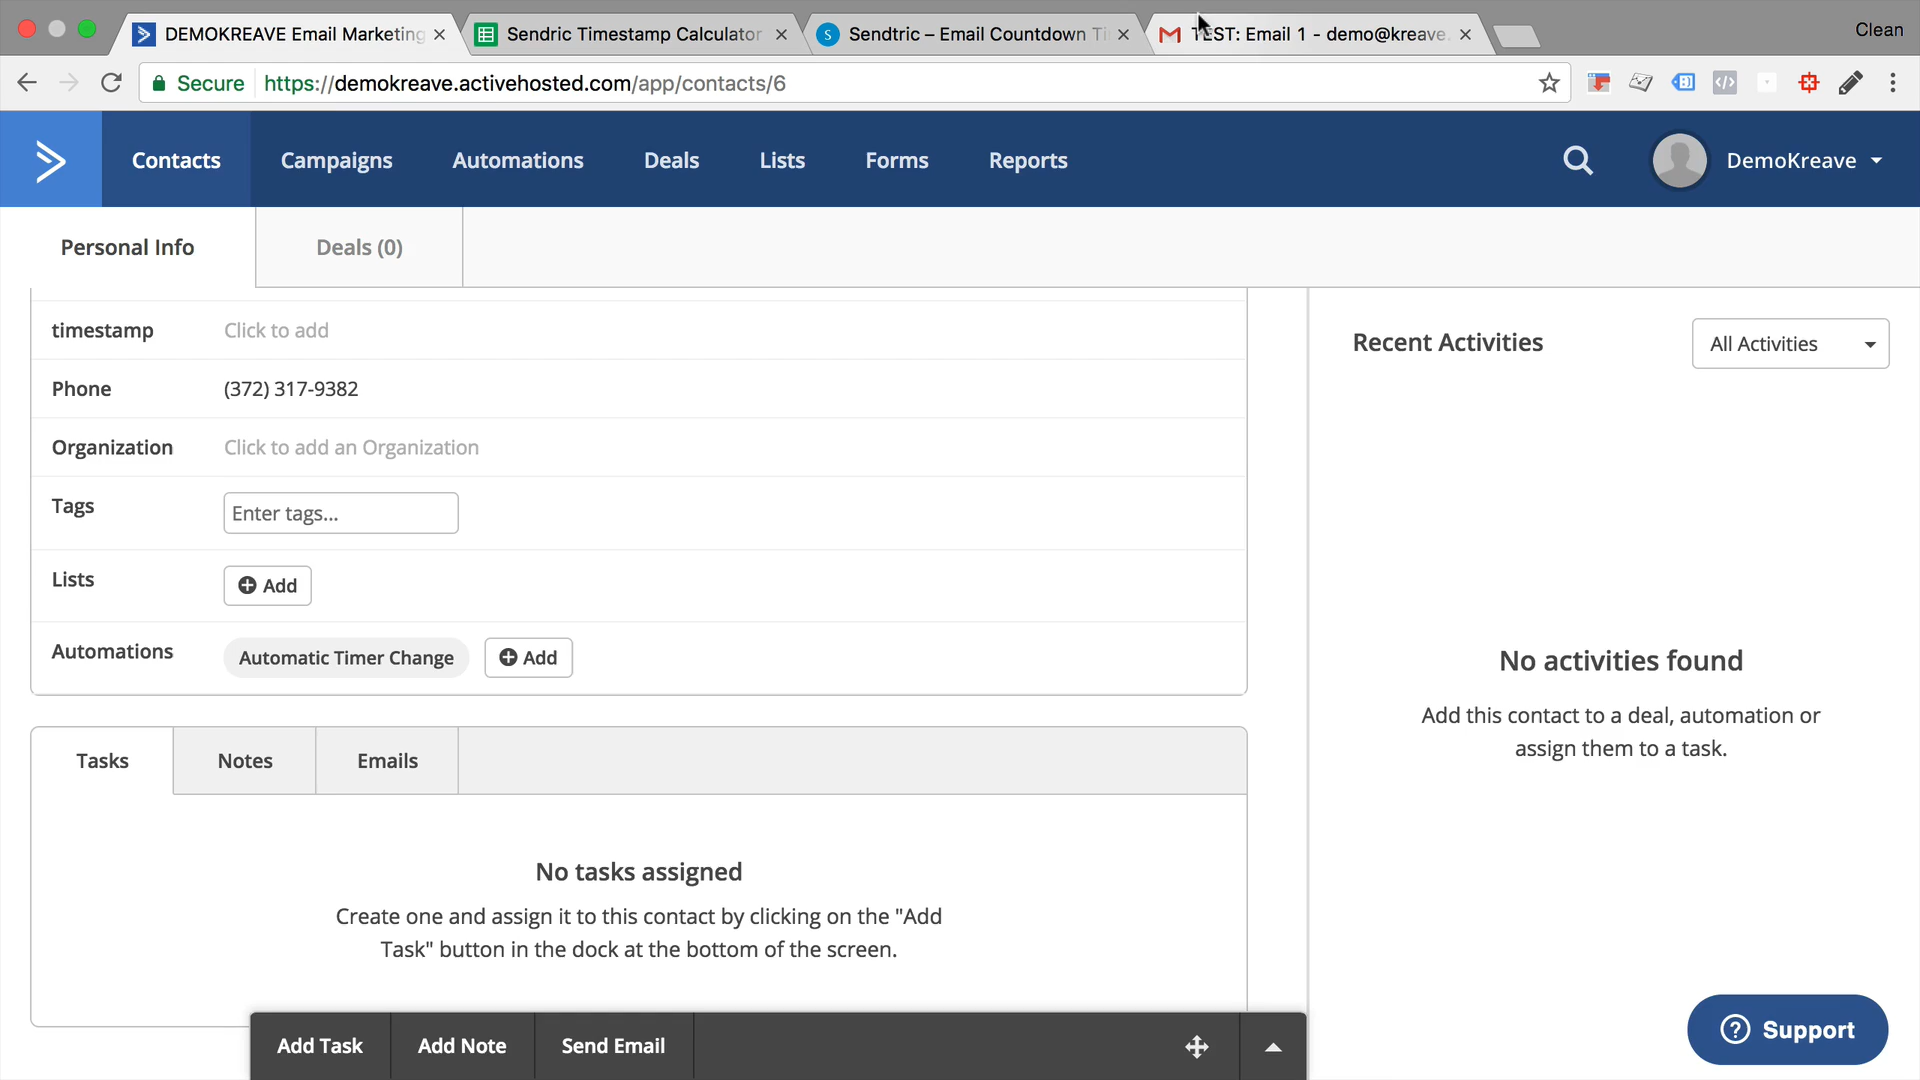 DEMOKREAVE Email Marketing
Sendric Timestamp Calculator
Sendtric – Email Countdown Ti
TEST: Email 1 - demo@kreave.
Clean
Secure
https://demokreave.activehosted.com/app/contacts/6
Contacts
Campaigns
Automations
Deals
Lists
Forms
Reports
DemoKreave
Personal Info
Deals (0)
timestamp
Click to add
Phone
(372) 317-9382
Organization
Click to add an Organization
Tags
Enter tags...
Lists
Add
Automations
Automatic Timer Change
Add
Recent Activities
All Activities
No activities found
Add this contact to a deal, automation or
assign them to a task.
Tasks
Notes
Emails
No tasks assigned
Create one and assign it to this contact by clicking on the "Add
Task" button in the dock at the bottom of the screen.
Add Task
Add Note
Send Email
Support